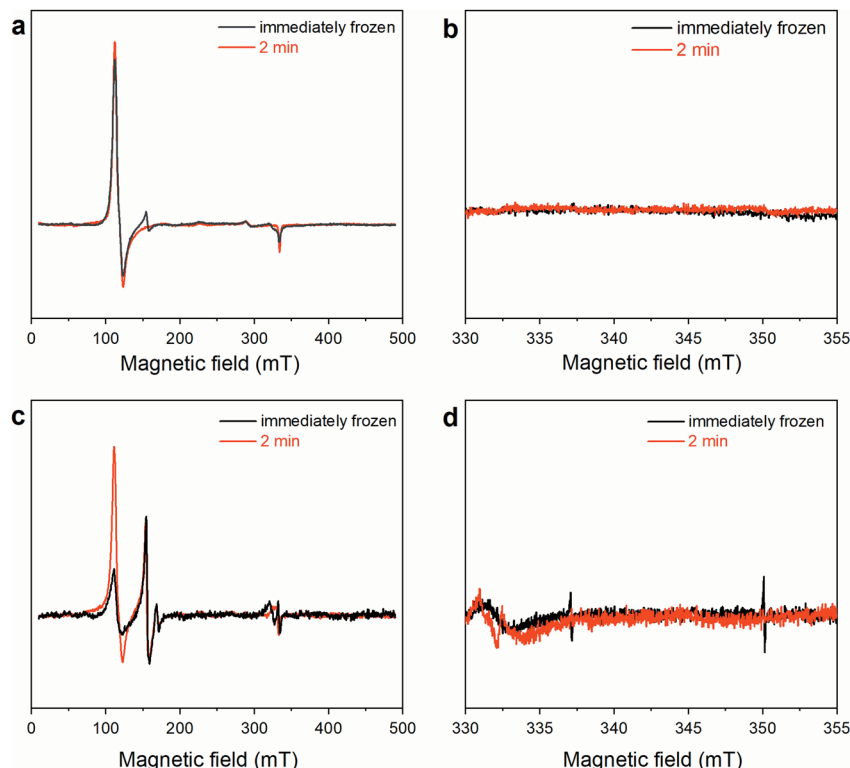 a
immediately frozen
2 min
0 100 200 300 400 500
Magnetic field (mT)
b
immediately frozen
2 min
330 335 340 345 350 355
Magnetic field (mT)
c
immediately frozen
2 min
0 100 200 300 400 500
Magnetic field (mT)
d
immediately frozen
2 min
330 335 340 345 350 355
Magnetic field (mT)